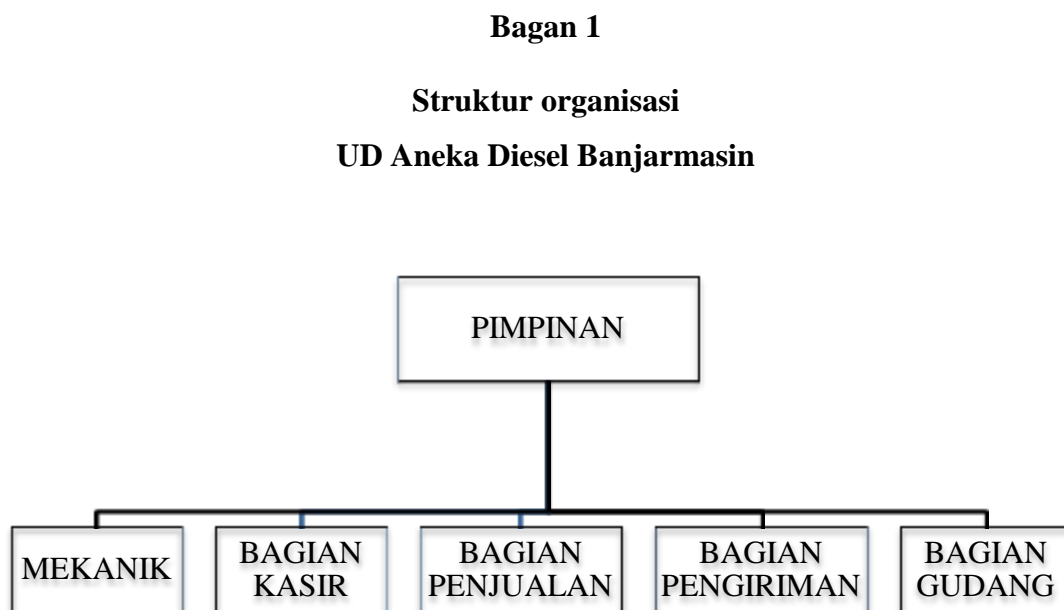 Bagan 1
Struktur organisasi
UD Aneka Diesel Banjarmasin
PIMPINAN
MEKANIK
BAGIAN
KASIR
BAGIAN
PENJUALAN
BAGIAN
PENGIRIMAN
BAGIAN
GUDANG